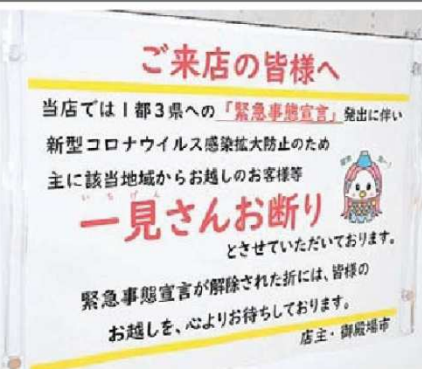 ご来店の皆様へ
当店では1都3県への「緊急事態宣言」発出に伴い
新型コロナウイルス感染拡大防止のため
主に該当地域からお越しのお客様等
いちげん
一見さんお断り
とさせていただいております。
緊急事態宣言が解除された折には、皆様の
お越しを、心よりお待ちしております。
店主・御殿場市